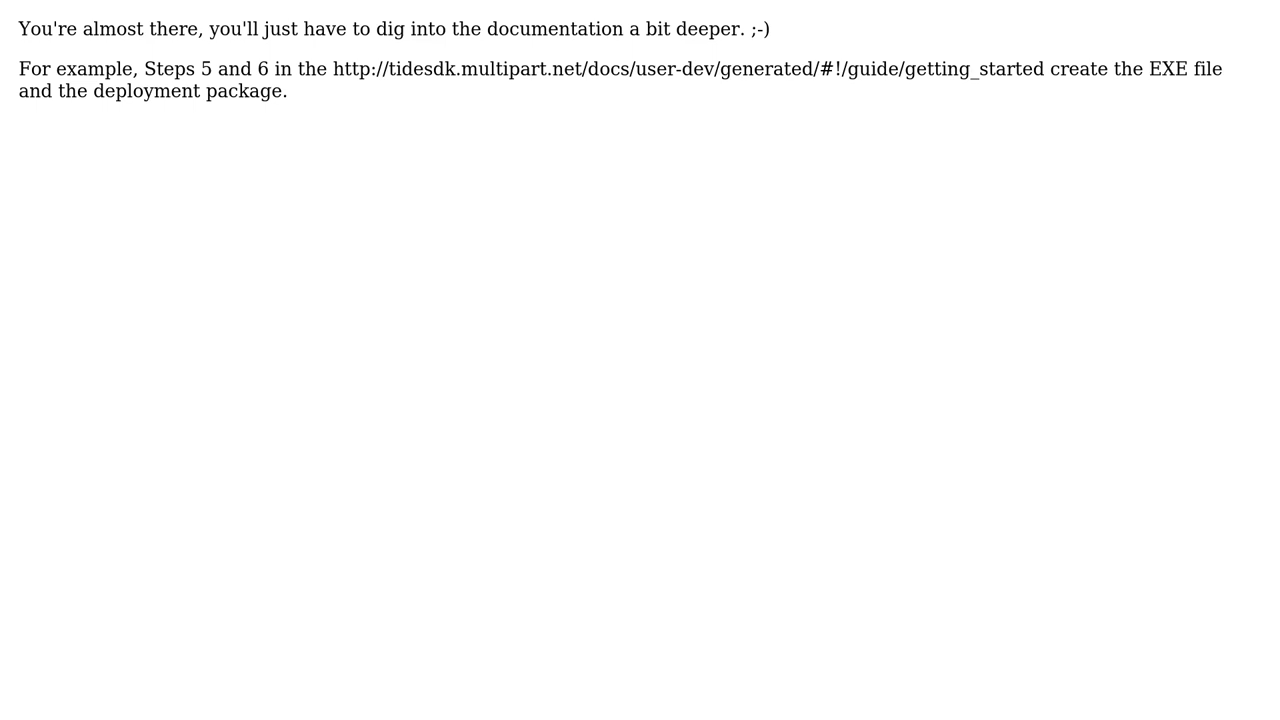 You're almost there, you'll just have to dig into the documentation a bit deeper. ;-)
For example, Steps 5 and 6 in the http://tidesdk.multipart.net/docs/user-dev/generated/#!/guide/getting_started create the EXE file
and the deployment package.